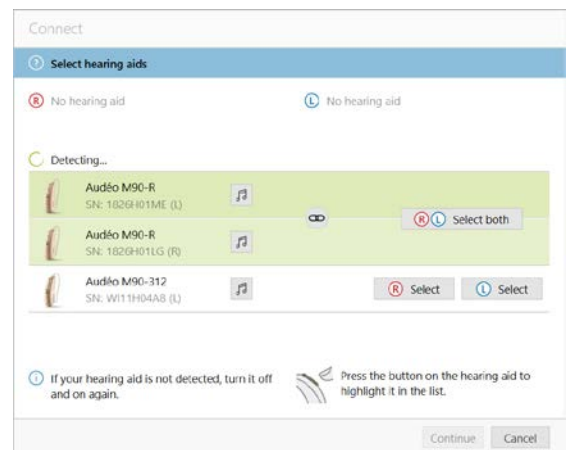 Connect
? Select hearing aids
R No hearing aid
L No hearing aid
Detecting...
Audéo M90-R
SN: 1826H01ME (L)
Audéo M90-R
SN: 1826H01LG (R)
R L Select both
Audéo M90-312
SN: WI11H04A8 (L)
R Select
L Select
i If your hearing aid is not detected, turn it off
and on again.
Press the button on the hearing aid to
highlight it in the list.
Continue
Cancel